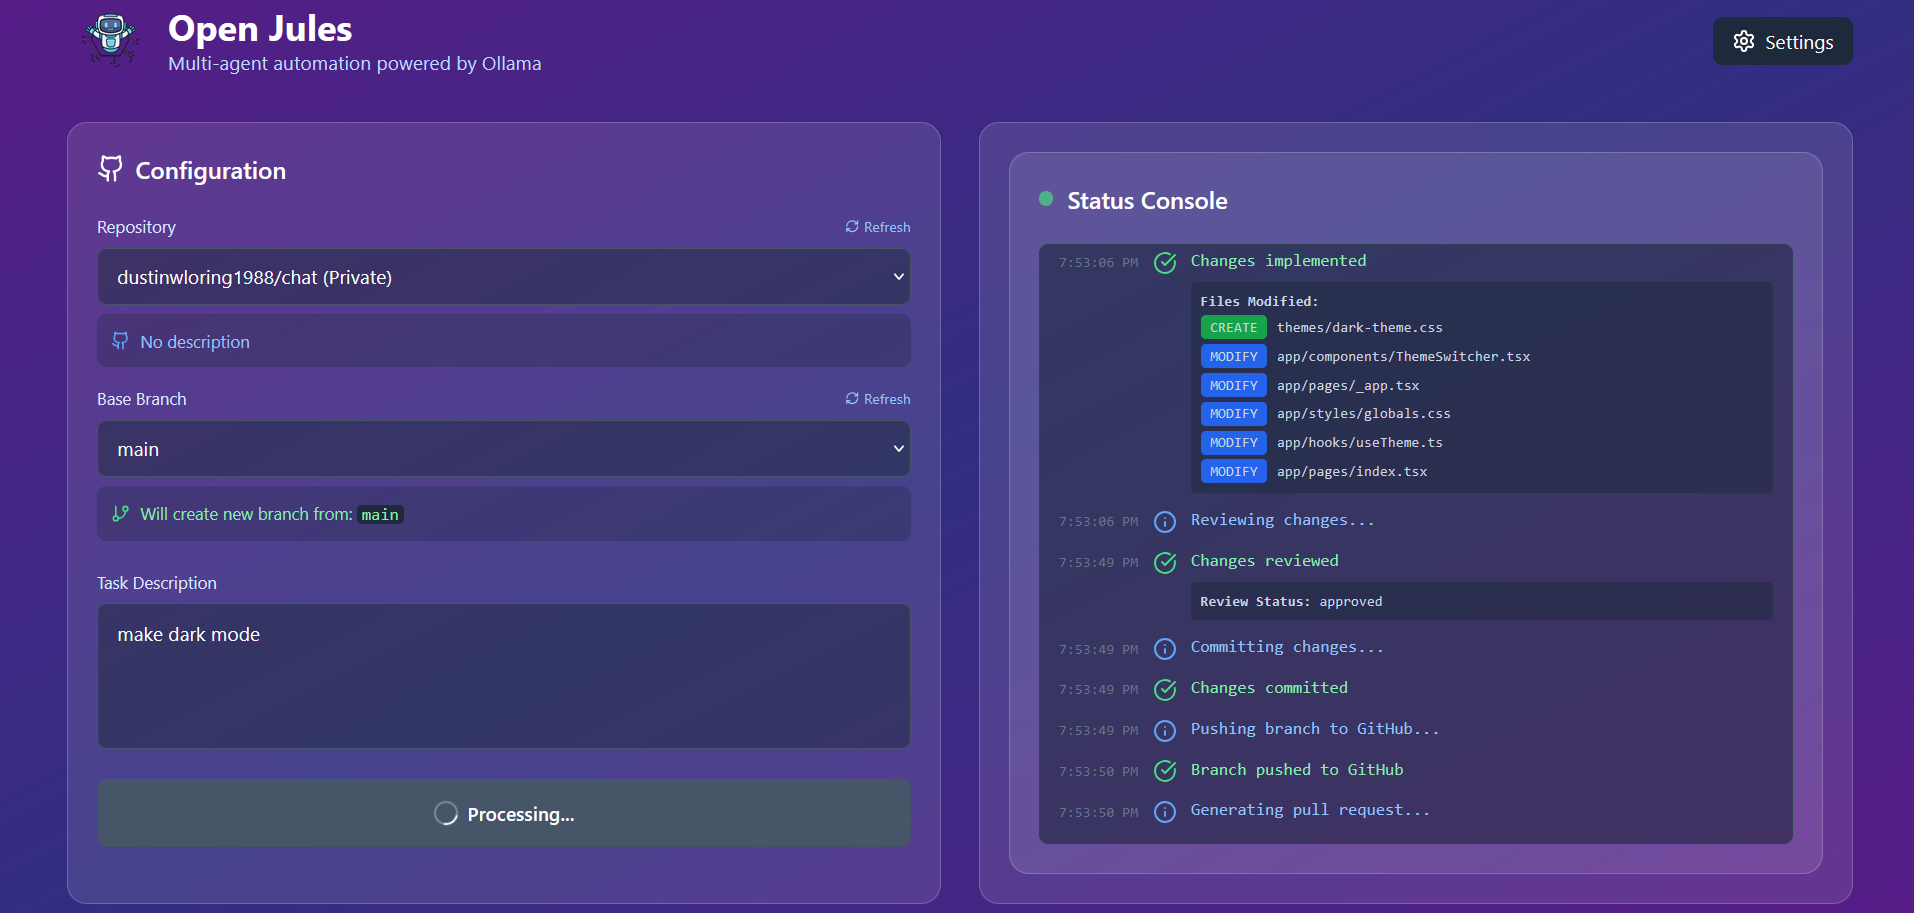 Open Jules
Multi-agent automation powered by Ollama
Settings
Configuration
Repository
Refresh
dustinwloring1988/chat (Private)
No description
Base Branch
Refresh
main
Will create new branch from: main
Task Description
make dark mode
Processing...
Status Console
7:53:06 PM Changes implemented
Files Modified:
CREATE themes/dark-theme.css
MODIFY app/components/ThemeSwitcher.tsx
MODIFY app/pages/_app.tsx
MODIFY app/styles/globals.css
MODIFY app/hooks/useTheme.ts
MODIFY app/pages/index.tsx
7:53:06 PM Reviewing changes...
7:53:49 PM Changes reviewed
Review Status: approved
7:53:49 PM Committing changes...
7:53:49 PM Changes committed
7:53:49 PM Pushing branch to GitHub...
7:53:50 PM Branch pushed to GitHub
7:53:50 PM Generating pull request...